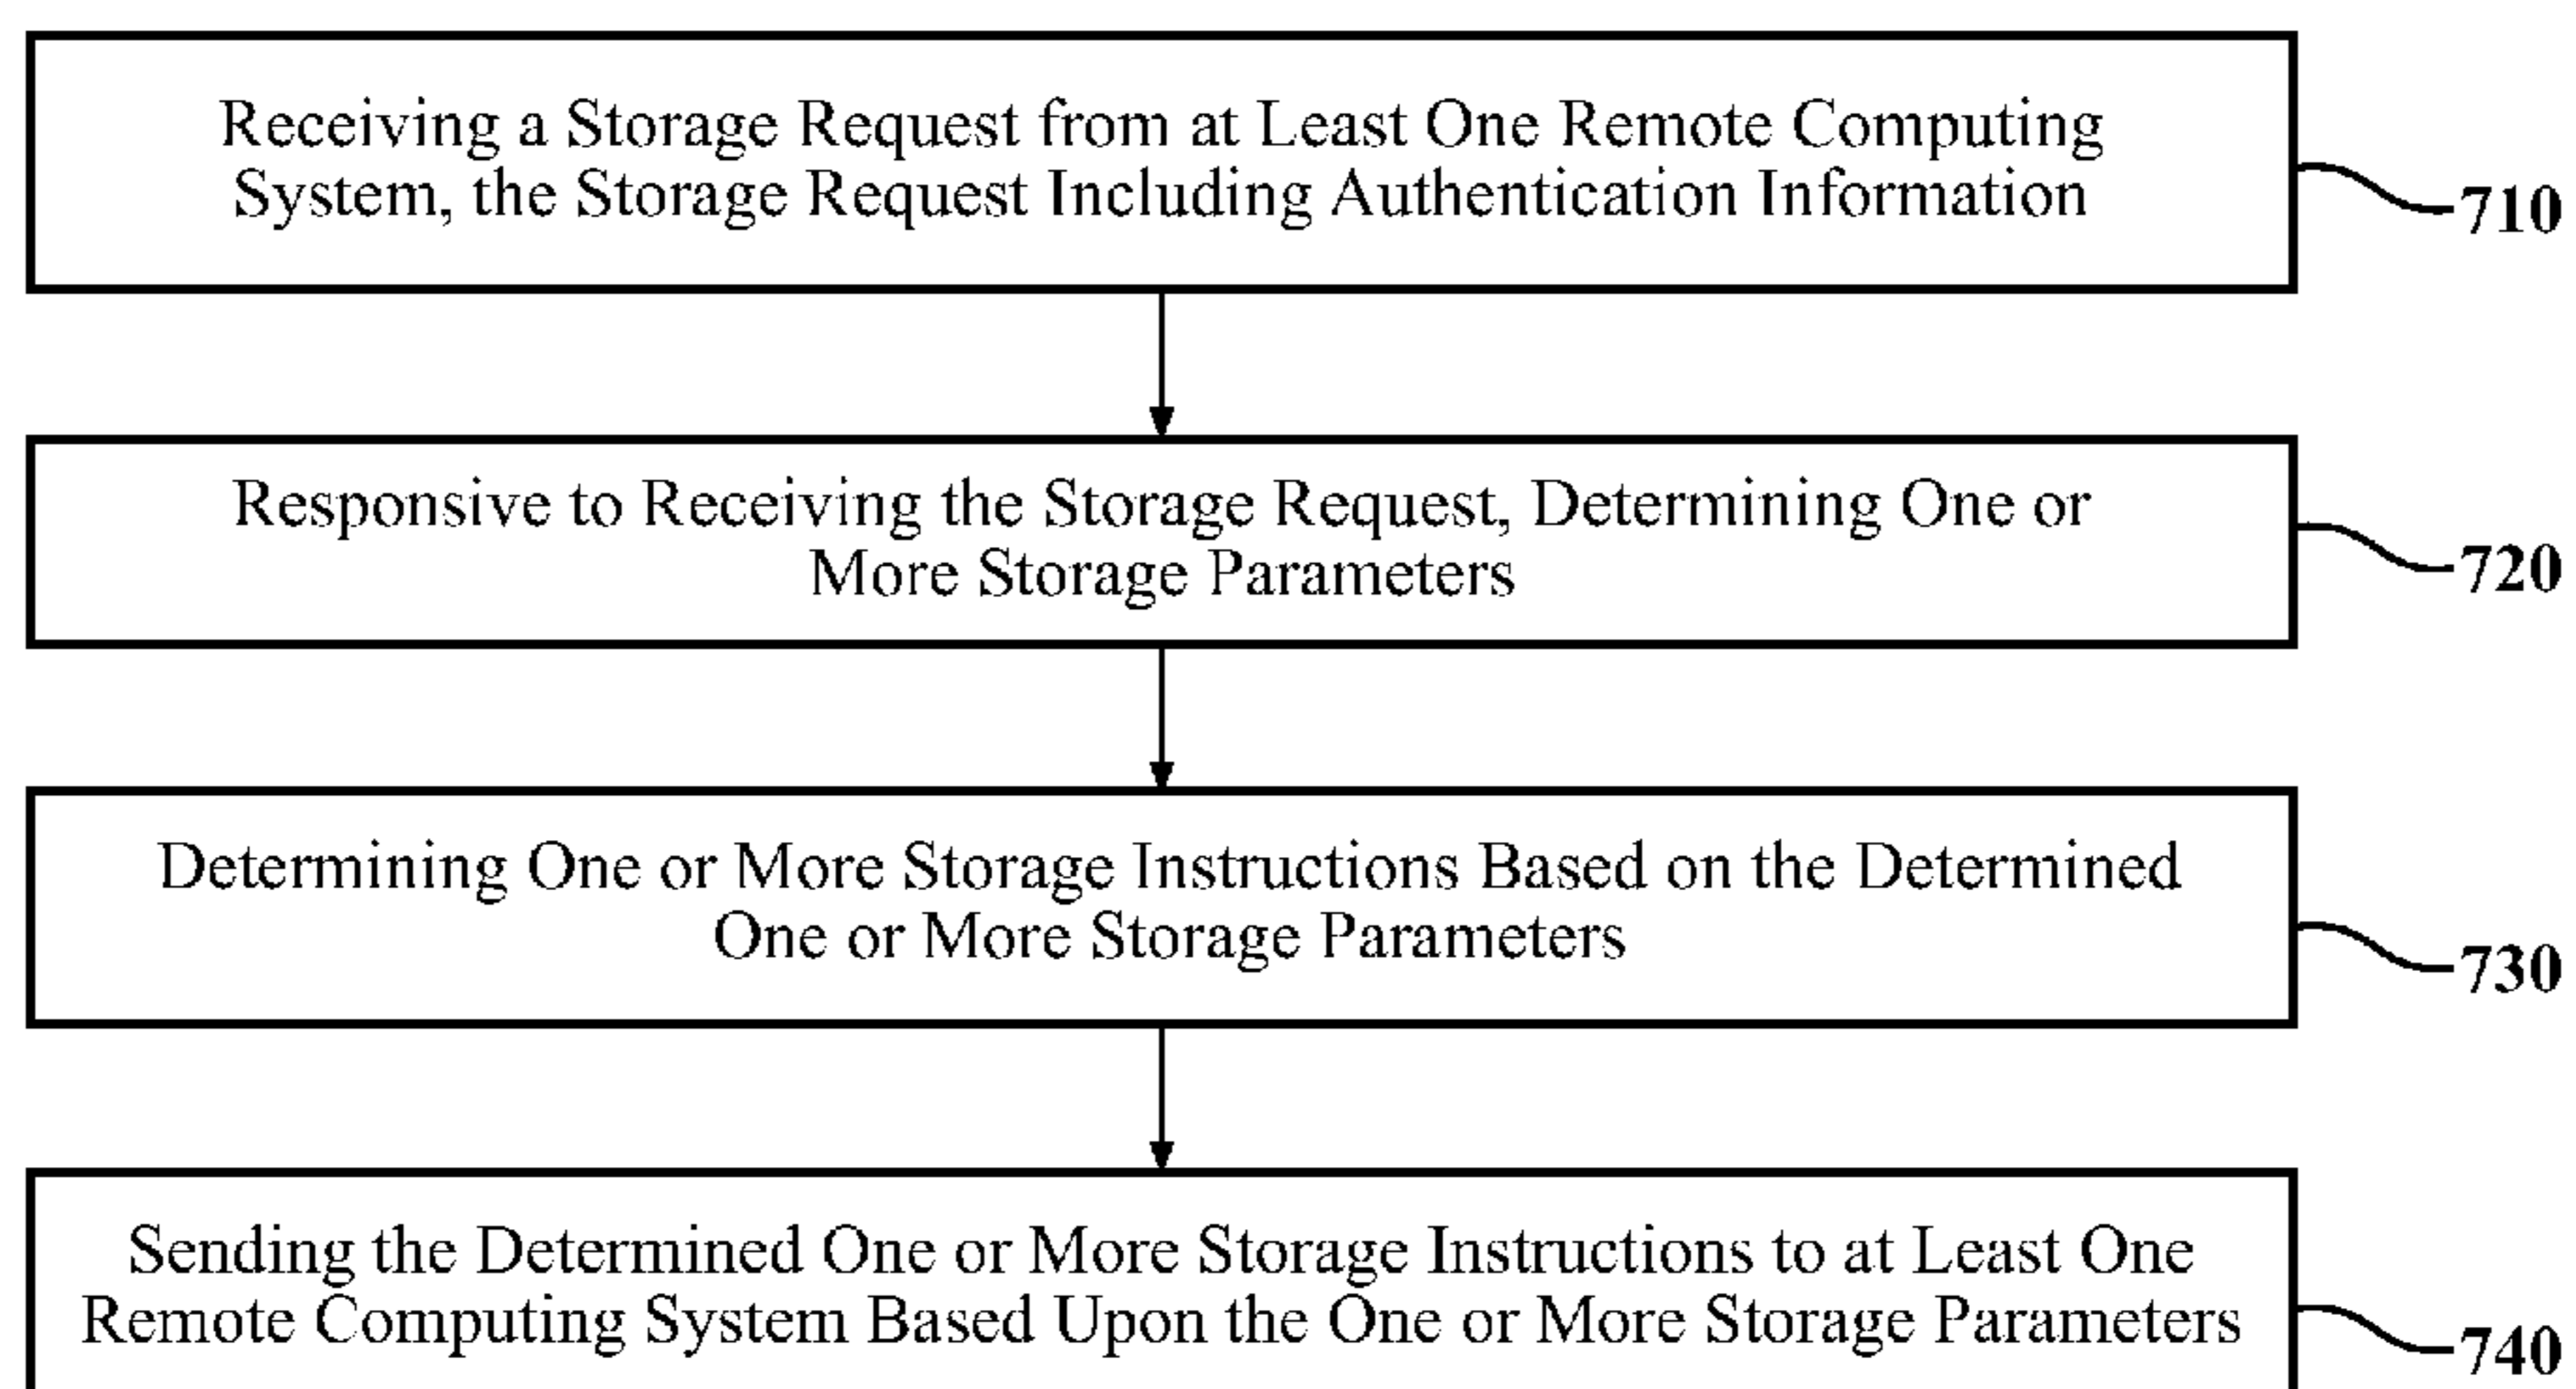 Receiving a Storage Request from at Least One Remote Computing
System, the Storage Request Including Authentication Information
710
Responsive to Receiving the Storage Request, Determining One or
More Storage Parameters
720
Determining One or More Storage Instructions Based on the Determined
One or More Storage Parameters
730
Sending the Determined One or More Storage Instructions to at Least One
Remote Computing System Based Upon the One or More Storage Parameters
740